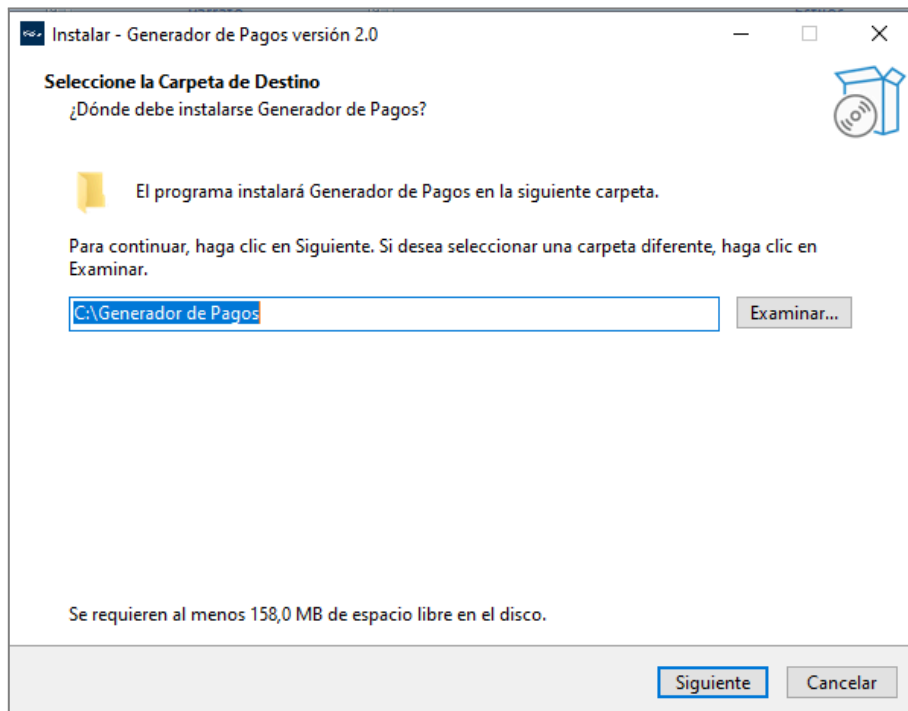 Instalar - Generador de Pagos versión 2.0
Seleccione la Carpeta de Destino
¿Dónde debe instalarse Generador de Pagos?
El programa instalará Generador de Pagos en la siguiente carpeta.
Para continuar, haga clic en Siguiente. Si desea seleccionar una carpeta diferente, haga clic en
Examinar.
C:\Generador de Pagos
Examinar...
Se requieren al menos 158,0 MB de espacio libre en el disco.
Siguiente
Cancelar